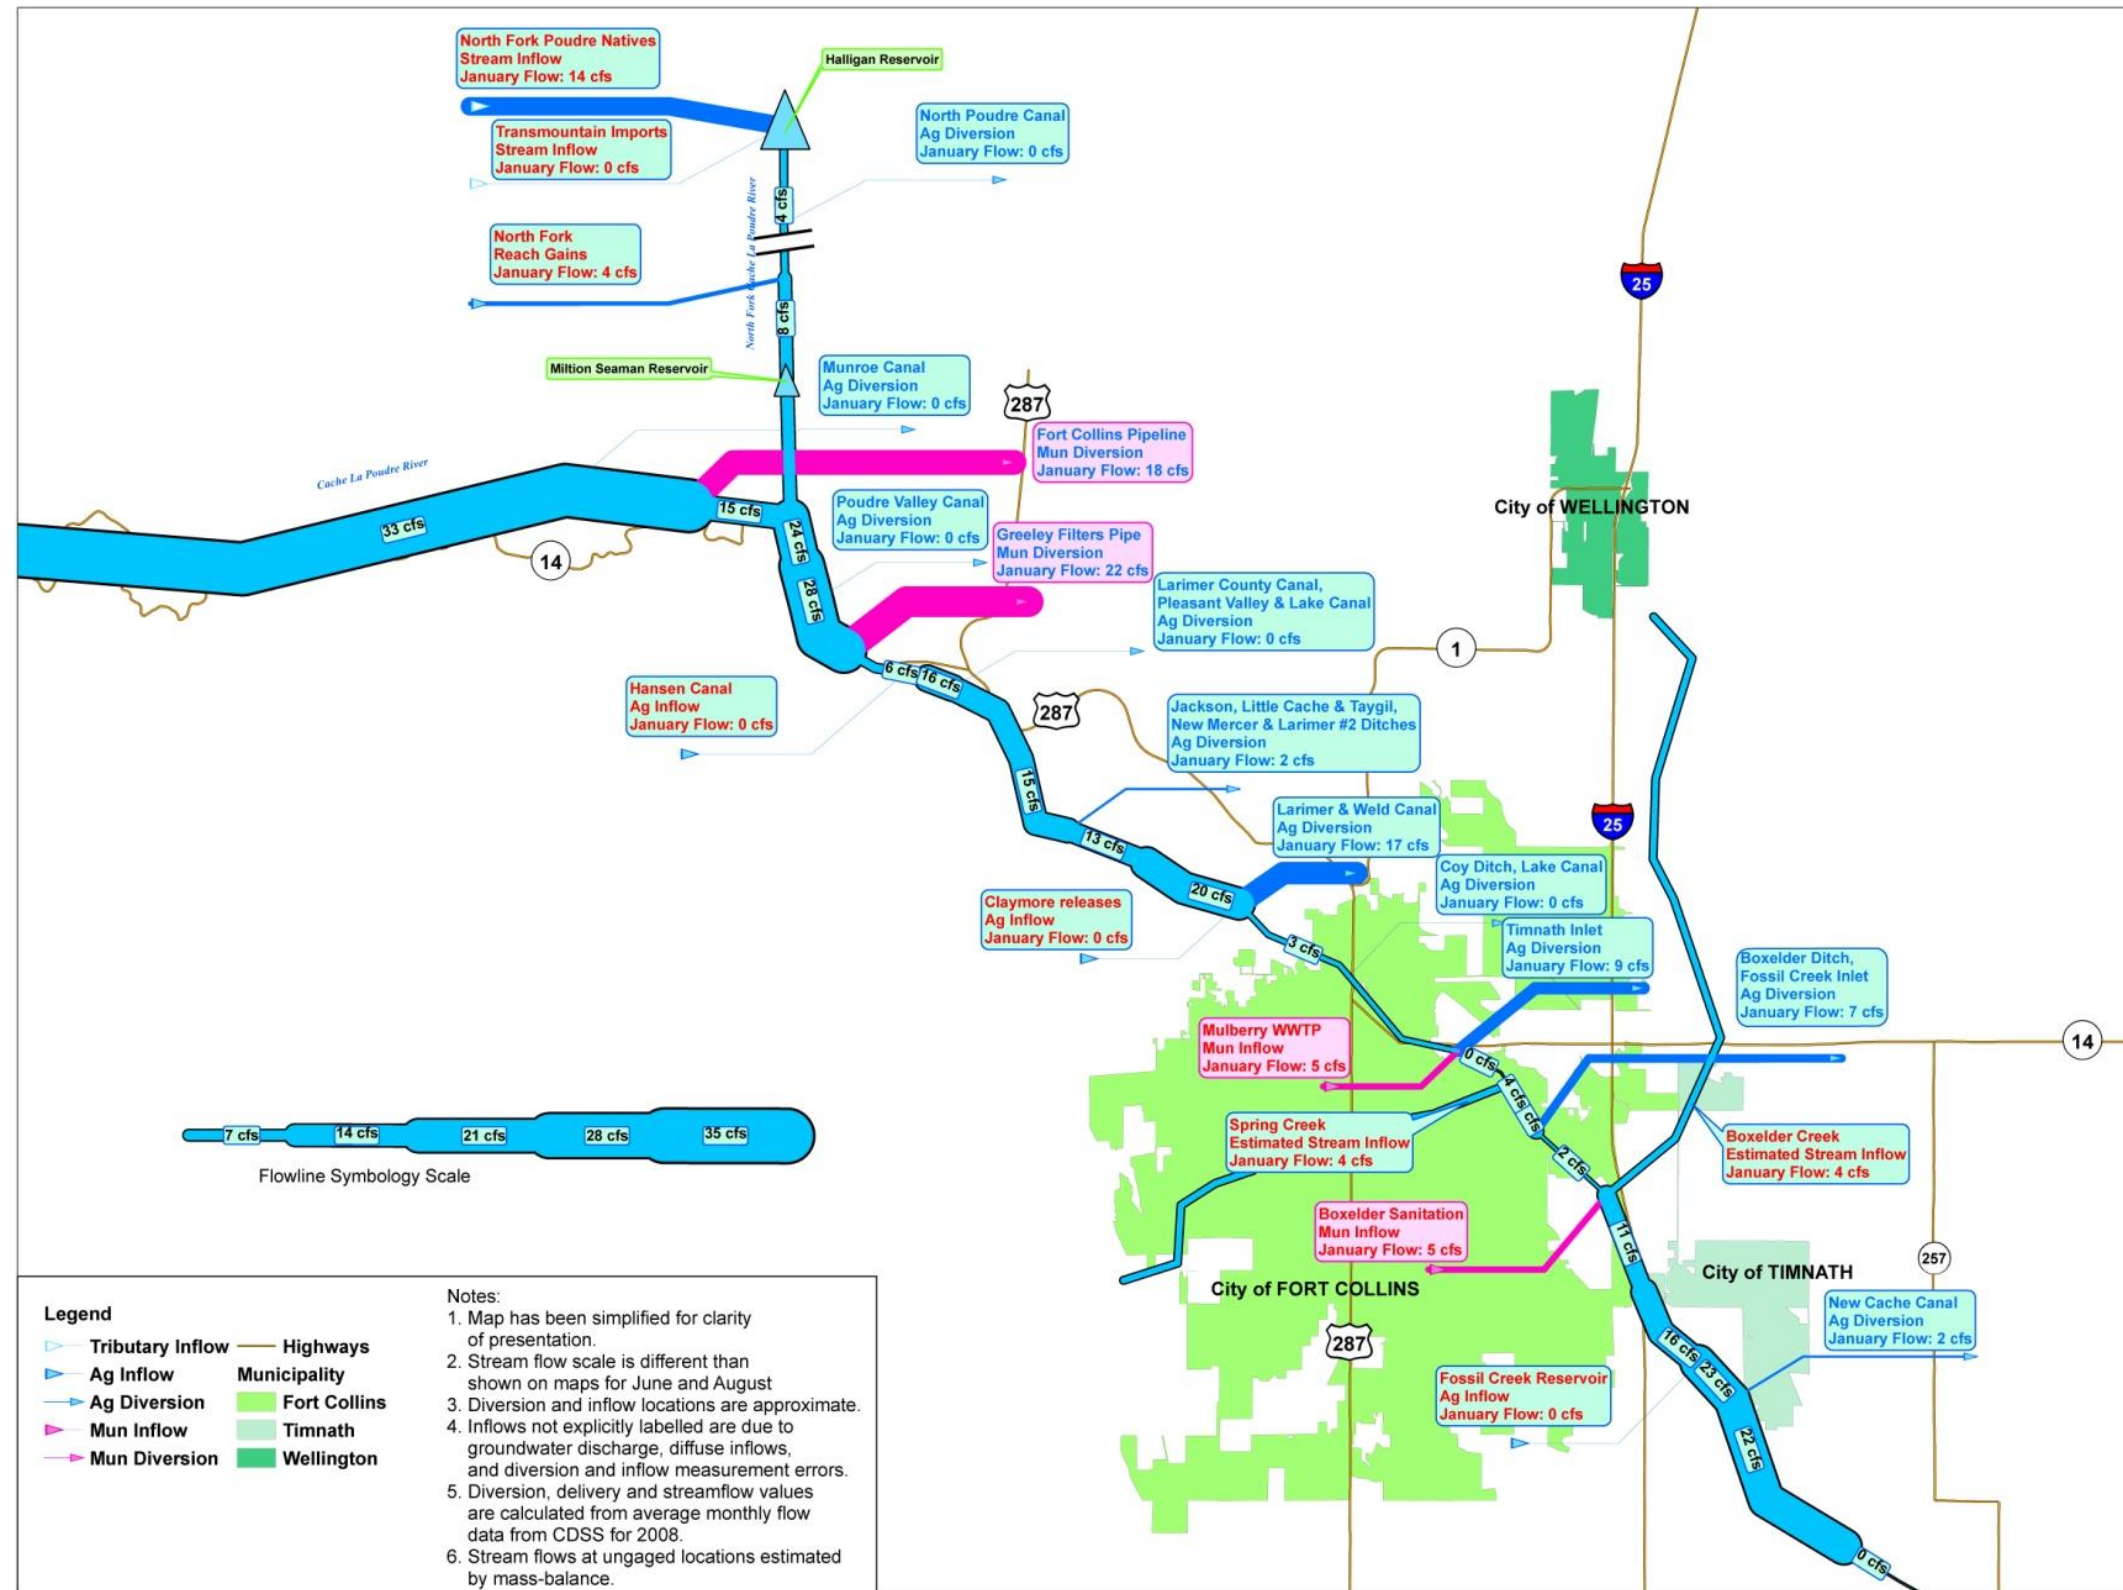 North Fork Poudre Natives
Stream Inflow
January Flow: 14 cfs
Halligan Reservoir
Transmountain Imports
Stream Inflow
January Flow: 0 cfs
North Poudre Canal
Ag Diversion
January Flow: 0 cfs
4 cfs
North Fork Cache La Poudre River
North Fork
Reach Gains
January Flow: 4 cfs
8 cfs
25
Miltion Seaman Reservoir
Munroe Canal
Ag Diversion
January Flow: 0 cfs
287
Fort Collins Pipeline
Mun Diversion
January Flow: 18 cfs
Cache La Poudre River
33 cfs
15 cfs
14
24 cfs
28 cfs
Poudre Valley Canal
Ag Diversion
January Flow: 0 cfs
Greeley Filters Pipe
Mun Diversion
January Flow: 22 cfs
City of WELLINGTON
Larimer County Canal,
Pleasant Valley & Lake Canal
Ag Diversion
January Flow: 0 cfs
1
6 cfs
16 cfs
Hansen Canal
Ag Inflow
January Flow: 0 cfs
287
Jackson, Little Cache & Taygil,
New Mercer & Larimer #2 Ditches
Ag Diversion
January Flow: 2 cfs
15 cfs
Larimer & Weld Canal
Ag Diversion
January Flow: 17 cfs
25
13 cfs
20 cfs
Coy Ditch, Lake Canal
Ag Diversion
January Flow: 0 cfs
Claymore releases
Ag Inflow
January Flow: 0 cfs
3 cfs
Timnath Inlet
Ag Diversion
January Flow: 9 cfs
Boxelder Ditch,
Fossil Creek Inlet
Ag Diversion
January Flow: 7 cfs
Mulberry WWTP
Mun Inflow
January Flow: 5 cfs
14
0 cfs
4 cfs
cfs
Spring Creek
Estimated Stream Inflow
January Flow: 4 cfs
2 cfs
Boxelder Creek
Estimated Stream Inflow
January Flow: 4 cfs
7 cfs
14 cfs
21 cfs
28 cfs
35 cfs
Flowline Symbology Scale
Boxelder Sanitation
Mun Inflow
January Flow: 5 cfs
11 cfs
City of FORT COLLINS
City of TIMNATH
257
New Cache Canal
Ag Diversion
January Flow: 2 cfs
287
16 cfs
23 cfs
Fossil Creek Reservoir
Ag Inflow
January Flow: 0 cfs
22 cfs
0 cfs
Legend
Tributary Inflow
Ag Inflow
Ag Diversion
Mun Inflow
Mun Diversion
Highways
Municipality
Fort Collins
Timnath
Wellington
Notes:
1. Map has been simplified for clarity
of presentation.
2. Stream flow scale is different than
shown on maps for June and August
3. Diversion and inflow locations are approximate.
4. Inflows not explicitly labelled are due to
groundwater discharge, diffuse inflows,
and diversion and inflow measurement errors.
5. Diversion, delivery and streamflow values
are calculated from average monthly flow
data from CDSS for 2008.
6. Stream flows at ungaged locations estimated
by mass-balance.